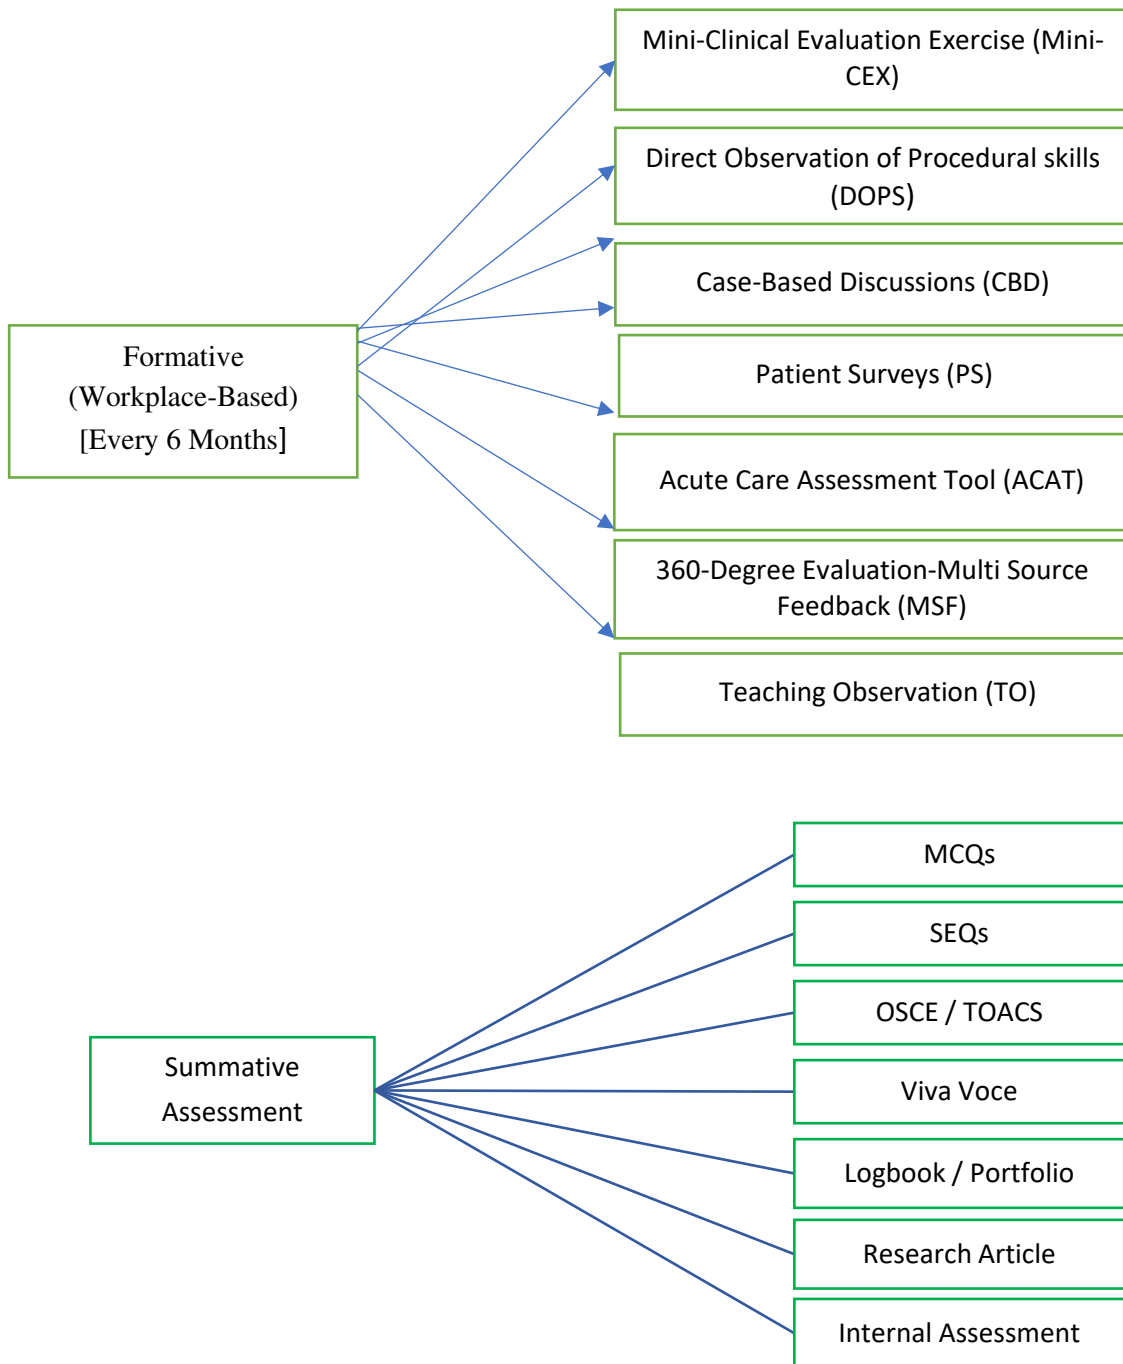 Mini-Clinical Evaluation Exercise (Mini-
CEX)
Direct Observation of Procedural skills
(DOPS)
Case-Based Discussions (CBD)
Formative
(Workplace-Based)
[Every 6 Months]
Patient Surveys (PS)
Acute Care Assessment Tool (ACAT)
360-Degree Evaluation-Multi Source
Feedback (MSF)
Teaching Observation (TO)
MCQs
SEQs
OSCE / TOACS
Summative
Assessment
Viva Voce
Logbook / Portfolio
Research Article
Internal Assessment